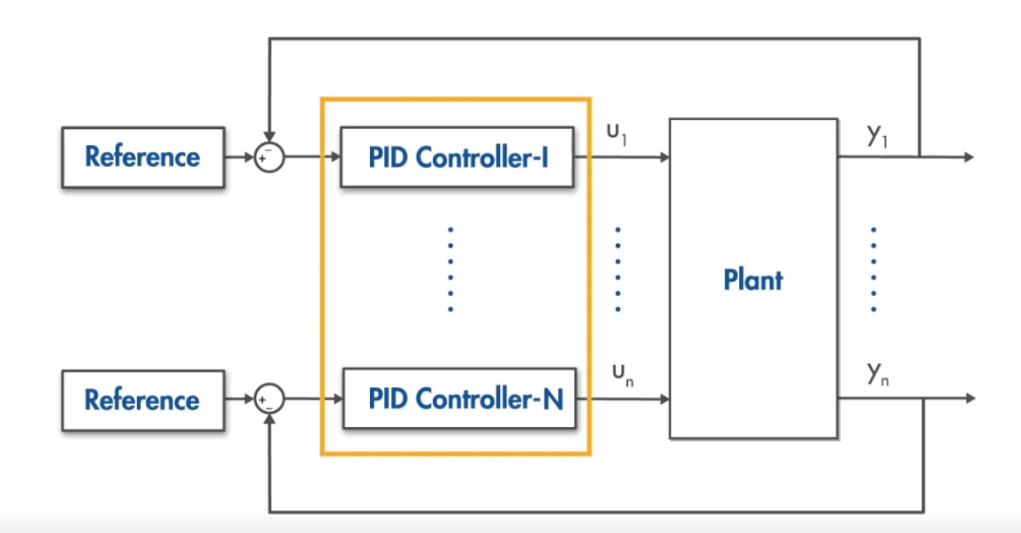 Reference
+ −
PID Controller-I
u1
y1
Plant
Reference
+ −
PID Controller-N
un
yn